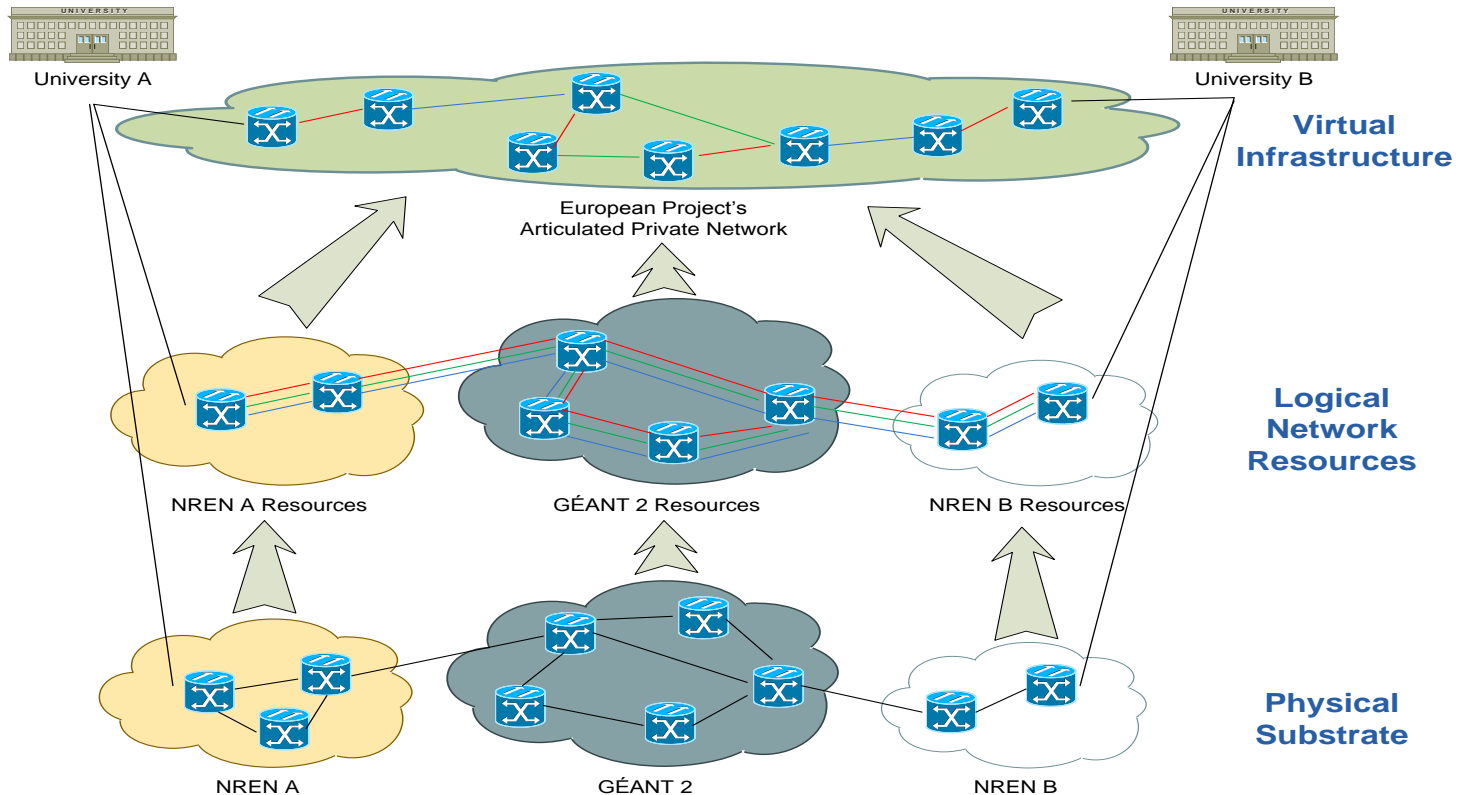 UNIVERSITY
UNIVERSITY
University A
University B
Virtual
Infrastructure
European Project's
Articulated Private Network
Logical
Network
Resources
NREN A Resources
GÉANT 2 Resources
NREN B Resources
Physical
Substrate
NREN A
GÉANT 2
NREN B